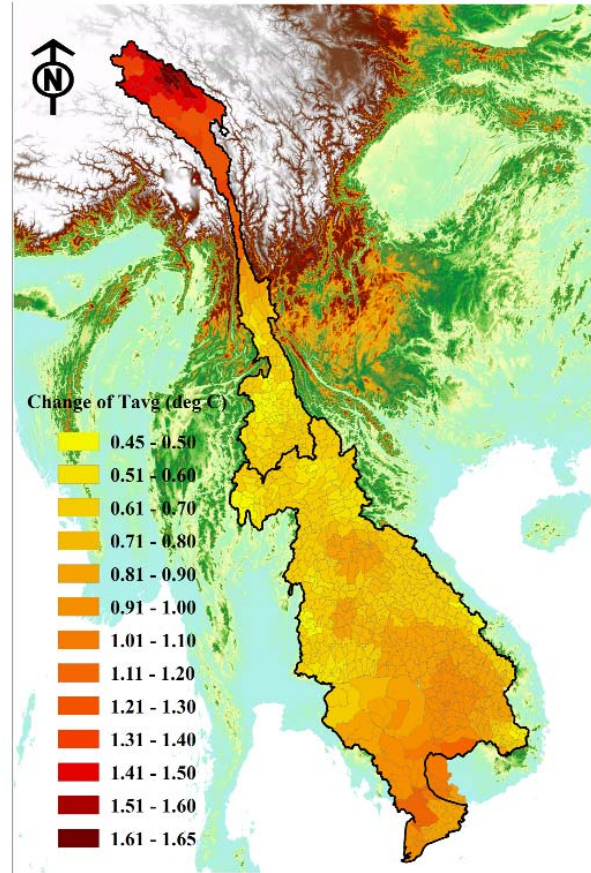 N
Change of Tavg (deg C)
0.45 - 0.50
0.51 - 0.60
0.61 - 0.70
0.71 - 0.80
0.81 - 0.90
0.91 - 1.00
1.01 - 1.10
1.11 - 1.20
1.21 - 1.30
1.31 - 1.40
1.41 - 1.50
1.51 - 1.60
1.61 - 1.65